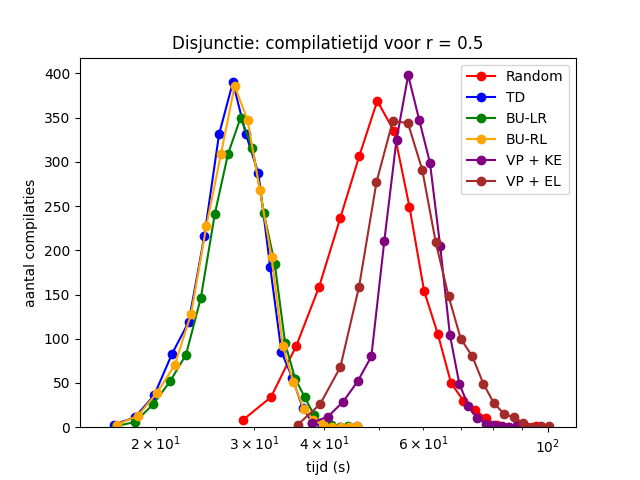 Disjunctie: compilatietijd voor r = 0.5
400
350
300
250
200
150
100
50
0
aantal compilaties
Random
TD
BU-LR
BU-RL
VP + KE
VP + EL
2 × 10¹
3 × 10¹
4 × 10¹
6 × 10¹
10²
tijd (s)